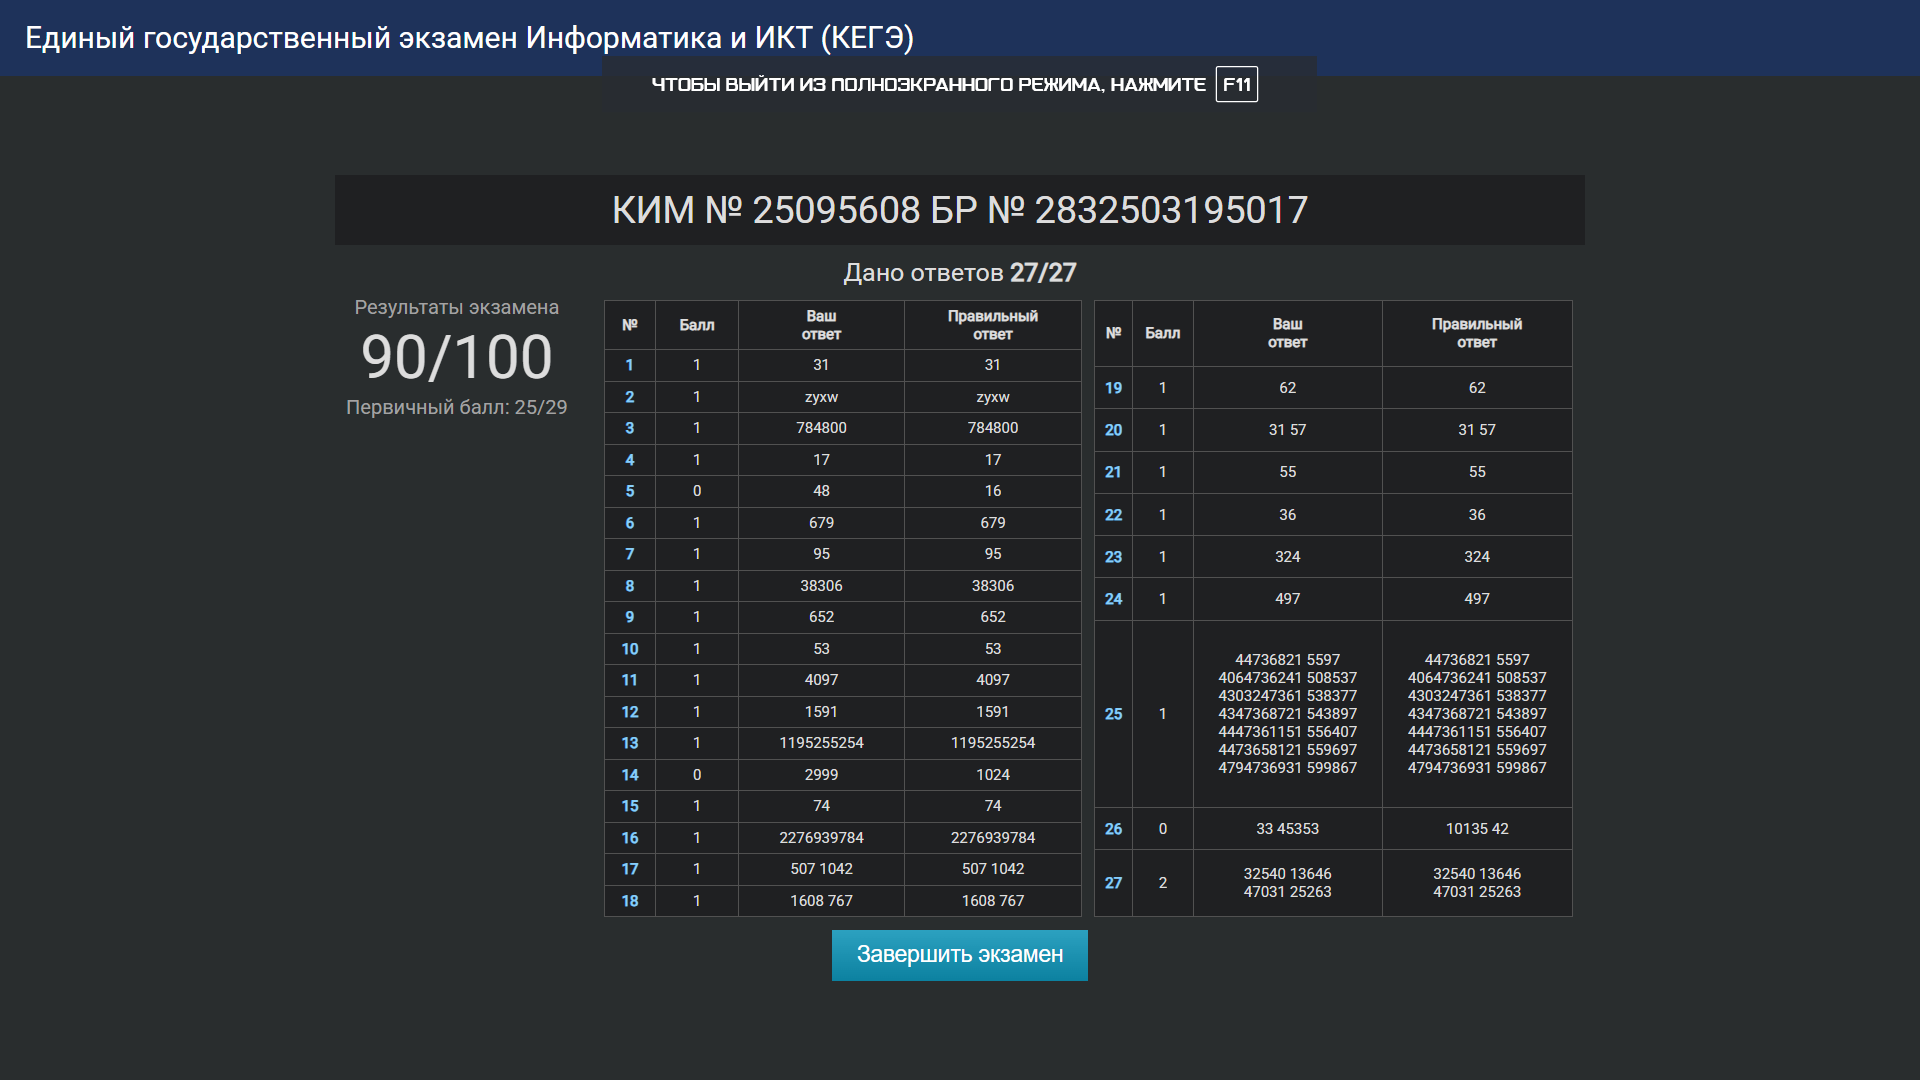 Единый государственный экзамен Информатика и ИКТ (КЕГЭ)
ЧТОБЫ ВЫЙТИ ИЗ ПОЛНОЭКРАННОГО РЕЖИМА, НАЖМИТЕ F11
КИМ № 25095608 БР № 2832503195017
Дано ответов 27/27
Результаты экзамена
90/100
Первичный балл: 25/29
№ Балл Ваш ответ Правильный ответ
1 1 31 31
2 1 zyxw zyxw
3 1 784800 784800
4 1 17 17
5 0 48 16
6 1 679 679
7 1 95 95
8 1 38306 38306
9 1 652 652
10 1 53 53
11 1 4097 4097
12 1 1591 1591
13 1 1195255254 1195255254
14 0 2999 1024
15 1 74 74
16 1 2276939784 2276939784
17 1 507 1042 507 1042
18 1 1608 767 1608 767
№ Балл Ваш ответ Правильный ответ
19 1 62 62
20 1 31 57 31 57
21 1 55 55
22 1 36 36
23 1 324 324
24 1 497 497
44736821 5597 44736821 5597
4064736241 508537 4064736241 508537
4303247361 538377 4303247361 538377
25 1 4347368721 543897 4347368721 543897
4447361151 556407 4447361151 556407
4473658121 559697 4473658121 559697
4794736931 599867 4794736931 599867
26 0 33 45353 10135 42
27 2 32540 13646 32540 13646
47031 25263 47031 25263
Завершить экзамен